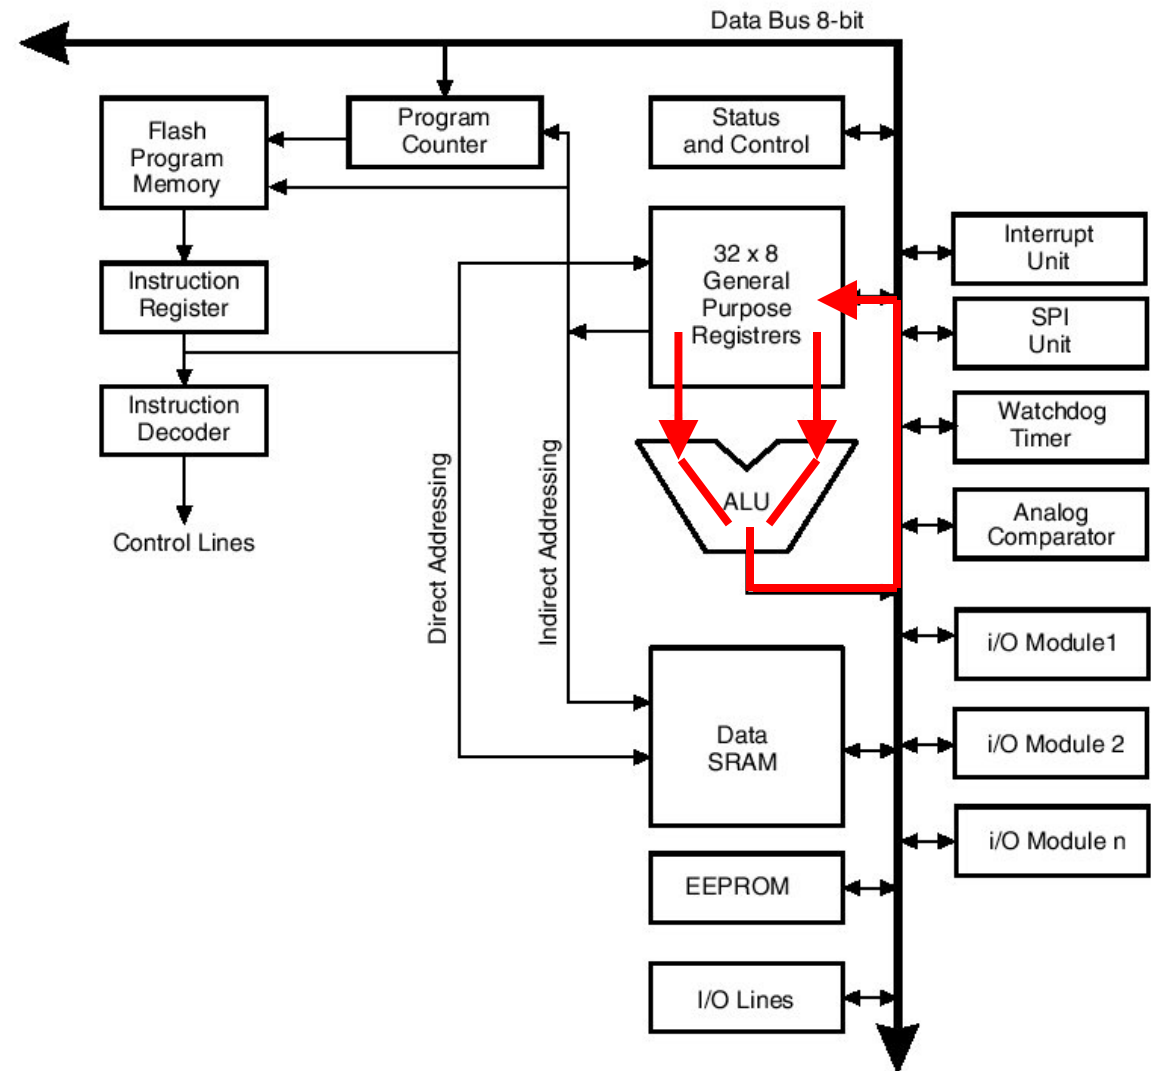 Data Bus 8-bit
Flash
Program
Memory
Program
Counter
Status
and Control
32 x 8
General
Purpose
Registrers
Interrupt
Unit
Instruction
Register
SPI
Unit
Instruction
Decoder
Watchdog
Timer
Control Lines
Direct Addressing
Indirect Addressing
ALU
Analog
Comparator
i/O Module1
Data
SRAM
i/O Module 2
i/O Module n
EEPROM
I/O Lines